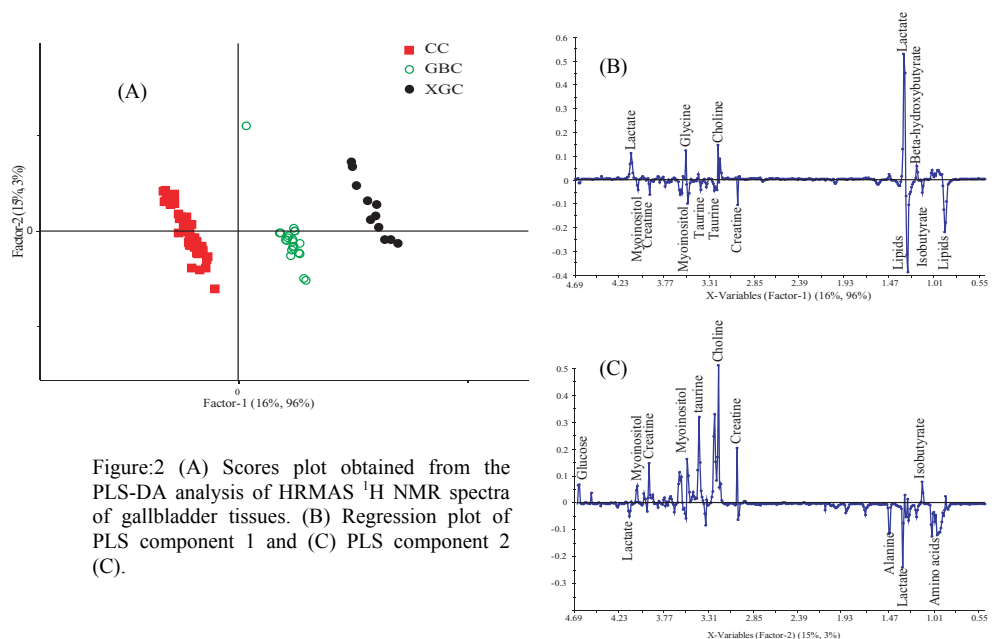 (A)
CC
GBC
XGC
Factor-2 (15%, 3%)
0
0
Factor-1 (16%, 96%)
Figure:2 (A) Scores plot obtained from the
PLS-DA analysis of HRMAS ¹H NMR spectra
of gallbladder tissues. (B) Regression plot of
PLS component 1 and (C) PLS component 2
(C).
(B)
0.6
0.5
0.4
0.3
0.2
0.1
0
-0.1
-0.2
-0.3
-0.4
Lactate
Myoinositol
Creatine
Glycine
Myoinositol
Taurine
Taurine
Choline
Creatine
Lactate
Lipids
Beta-hydroxybutyrate
Isobutyrate
Lipids
4.69 4.23 3.77 3.31 2.85 2.39 1.93 1.47 1.01 0.55
X-Variables (Factor-1) (16%, 96%)
(C)
0.5
0.4
0.3
0.2
0.1
0
-0.1
-0.2
-0.3
Glucose
Lactate
Myoinositol
Creatine
Myoinositol
taurine
Choline
Creatine
Alanine
Lactate
Isobutyrate
Amino acids
4.69 4.23 3.77 3.31 2.85 2.39 1.93 1.47 1.01 0.55
X-Variables (Factor-2) (15%, 3%)